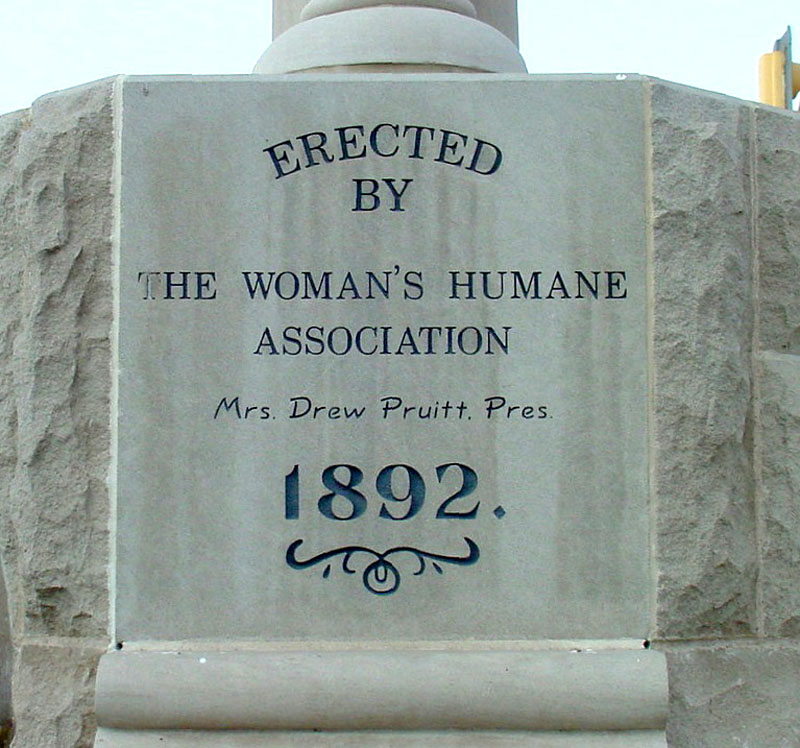 ERECTED
BY
THE WOMAN'S HUMANE
ASSOCIATION
Mrs. Drew Pruitt, Pres.
1892.